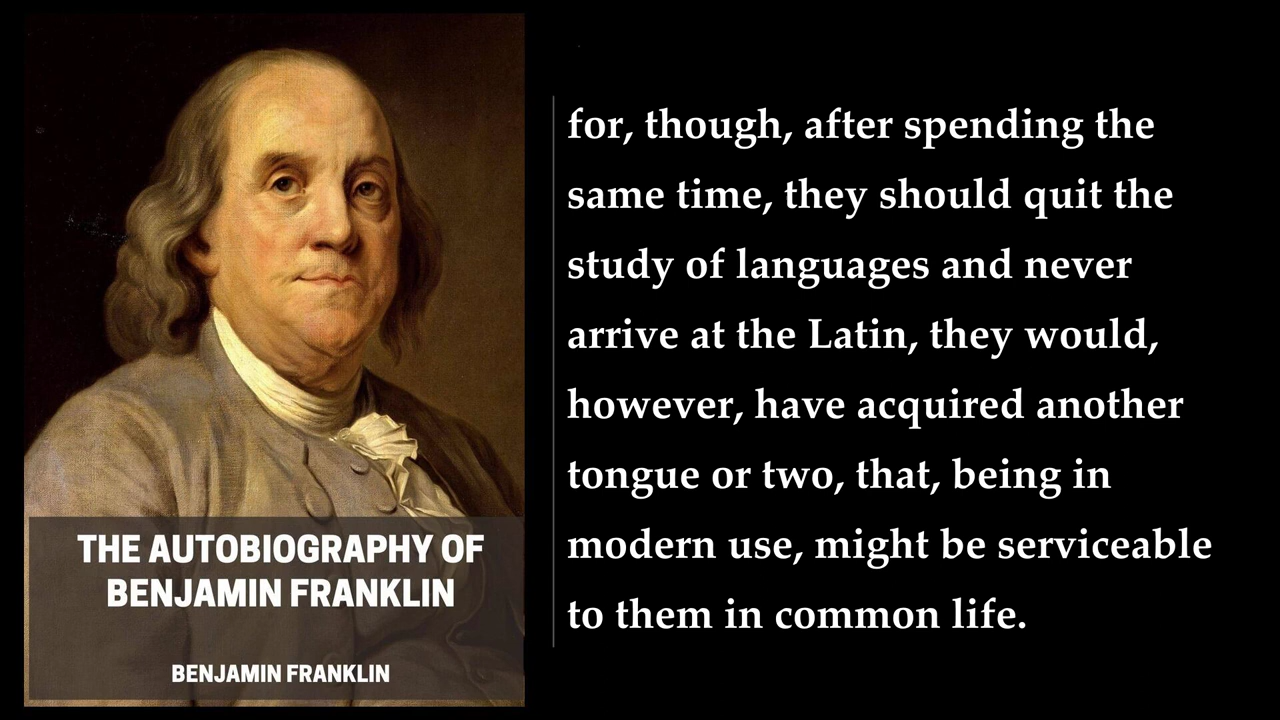 THE AUTOBIOGRAPHY OF
BENJAMIN FRANKLIN
BENJAMIN FRANKLIN
for, though, after spending the
same time, they should quit the
study of languages and never
arrive at the Latin, they would,
however, have acquired another
tongue or two, that, being in
modern use, might be serviceable
to them in common life.